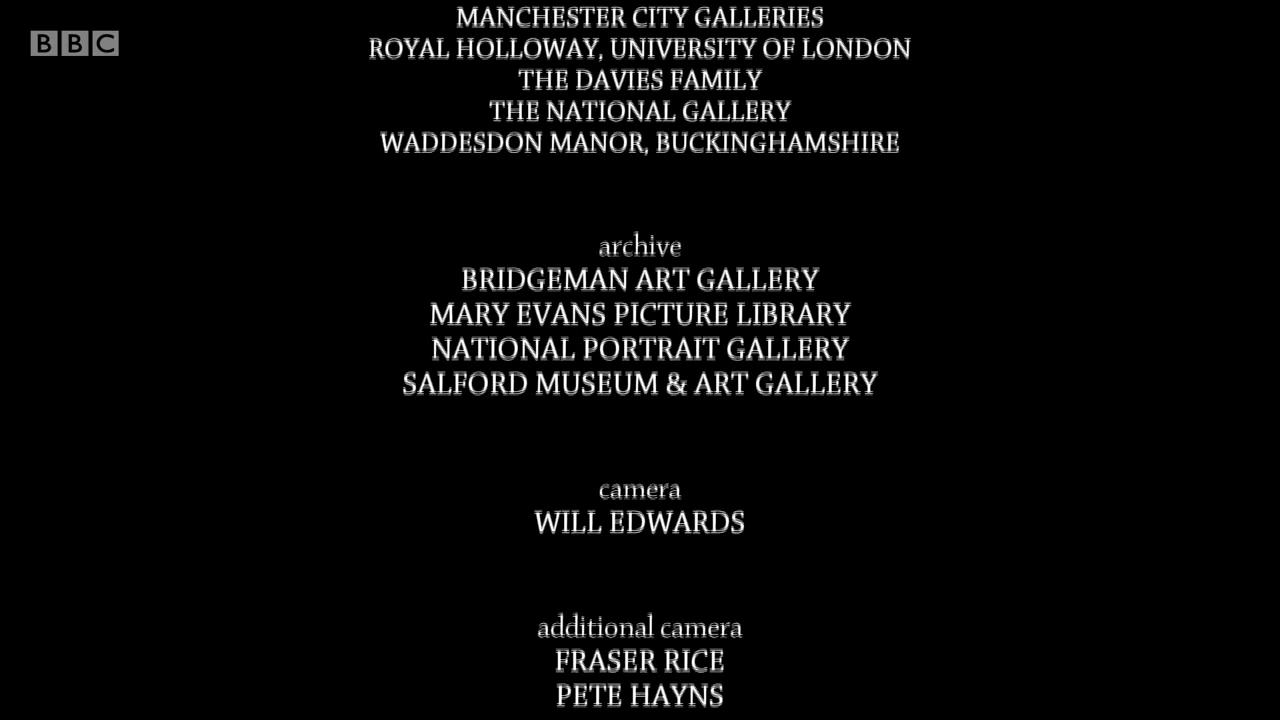 BBC
MANCHESTER CITY GALLERIES
ROYAL HOLLOWAY, UNIVERSITY OF LONDON
THE DAVIES FAMILY
THE NATIONAL GALLERY
WADDESDON MANOR, BUCKINGHAMSHIRE
archive
BRIDGEMAN ART GALLERY
MARY EVANS PICTURE LIBRARY
NATIONAL PORTRAIT GALLERY
SALFORD MUSEUM & ART GALLERY
camera
WILL EDWARDS
additional camera
FRASER RICE
PETE HAYNS